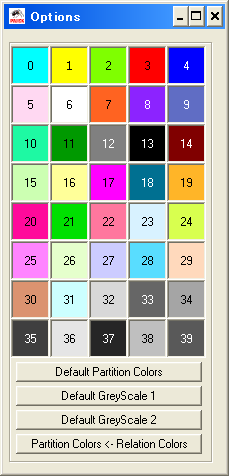 Options
0 1 2 3 4
5 6 7 8 9
10 11 12 13 14
15 16 17 18 19
20 21 22 23 24
25 26 27 28 29
30 31 32 33 34
35 36 37 38 39
Default Partition Colors
Default GreyScale 1
Default GreyScale 2
Partition Colors <- Relation Colors